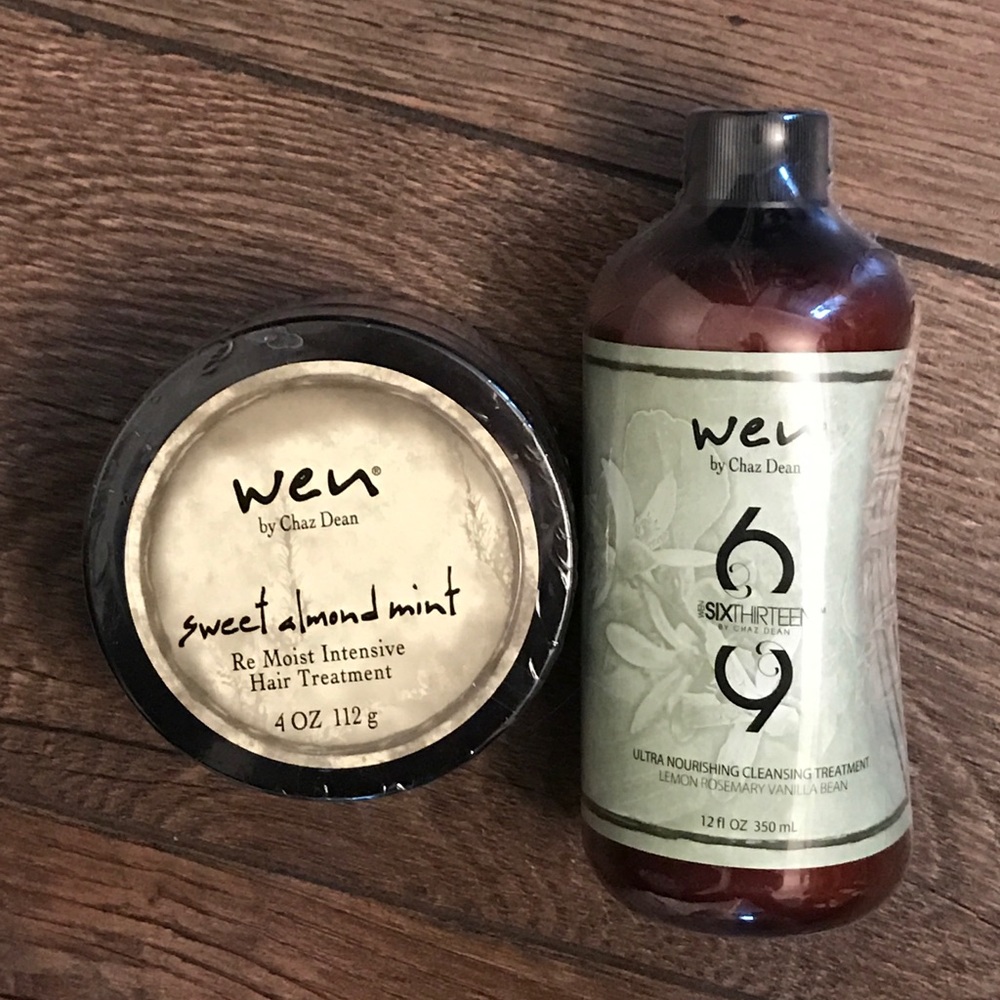 wen®
by Chaz Dean
sweet almond mint
Re Moist Intensive
Hair Treatment
4 OZ 112 g
wen
by Chaz Dean
6
SIXTHIRTEEN
BY CHAZ DEAN
9
ULTRA NOURISHING CLEANSING TREATMENT
LEMON ROSEMARY VANILLA BEAN
12 fl OZ 350 mL